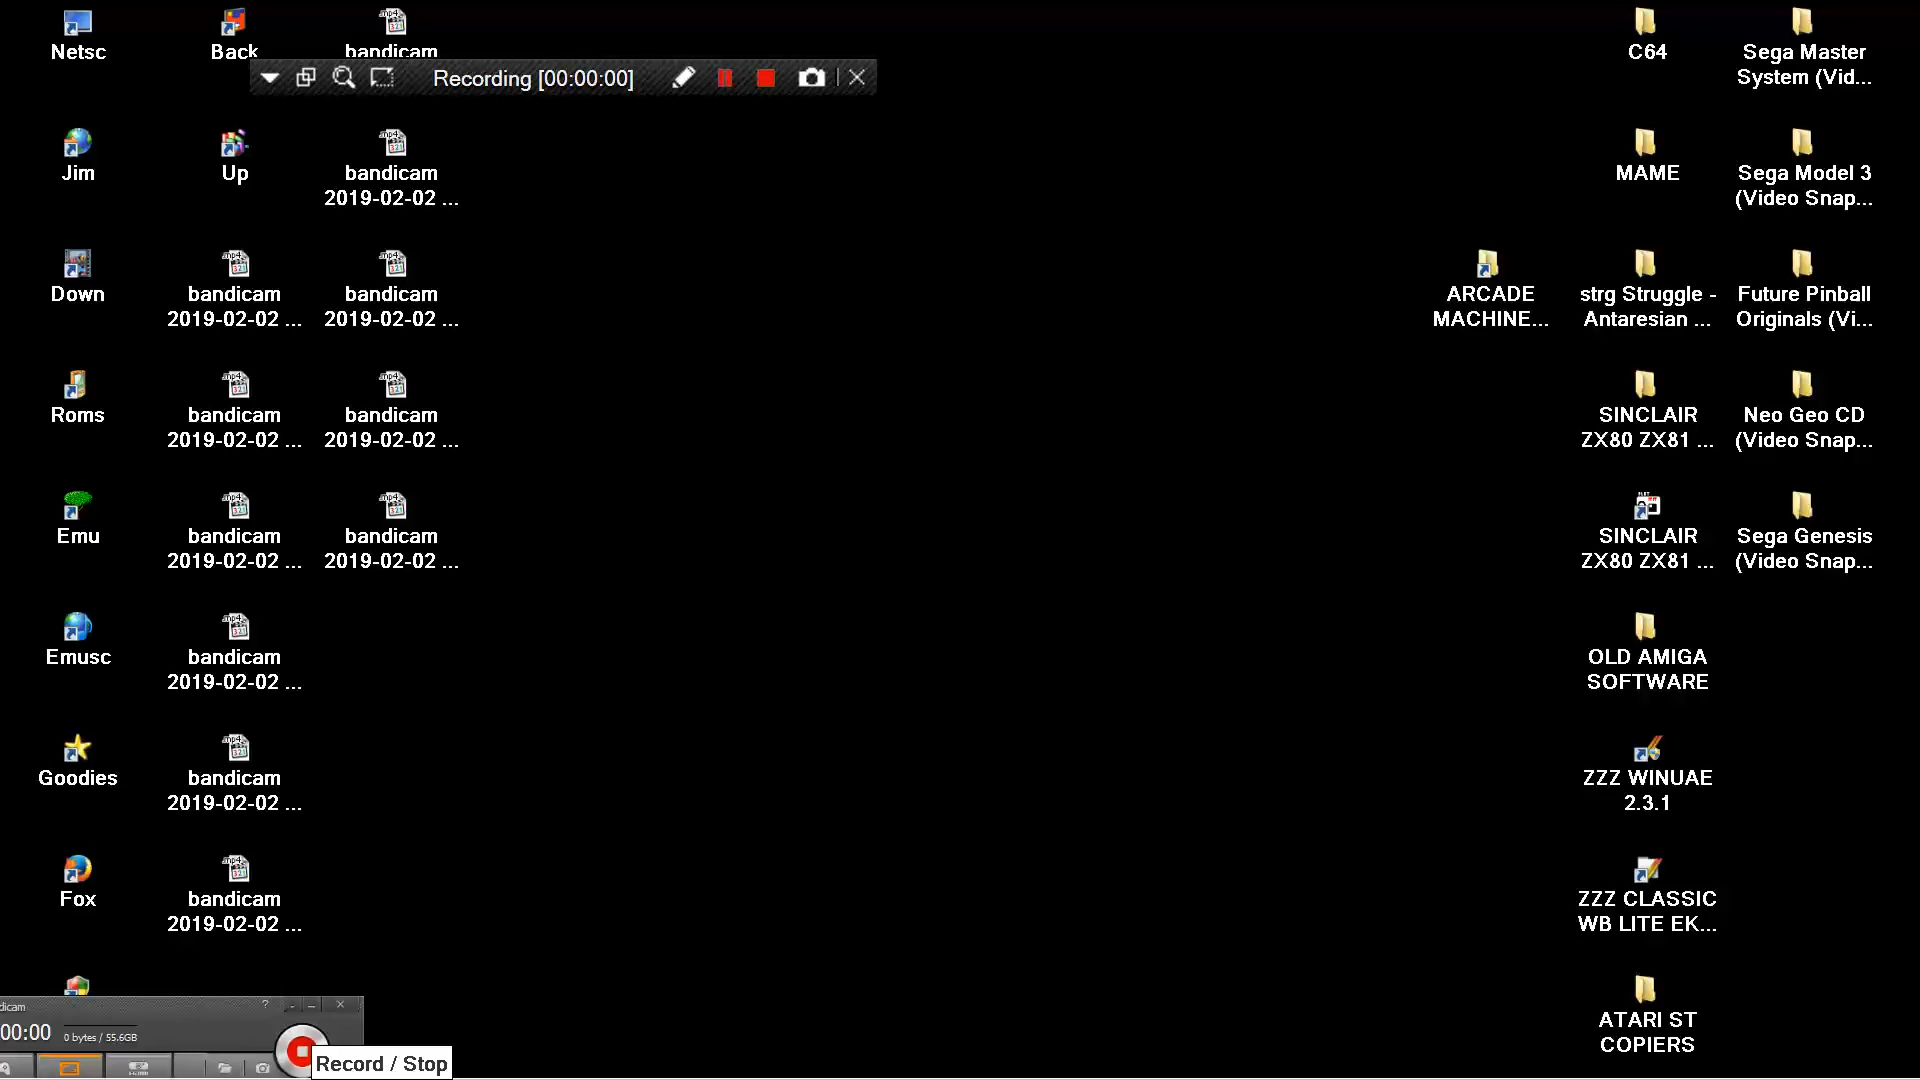 Netsc
Back
bandicam
Recording [00:00:00]
C64
Sega Master
System (Vid...
Jim
Up
bandicam
2019-02-02 ...
MAME
Sega Model 3
(Video Snap...
Down
bandicam
2019-02-02 ...
bandicam
2019-02-02 ...
ARCADE
MACHINE...
strg Struggle -
Antaresian ...
Future Pinball
Originals (Vi...
Roms
bandicam
2019-02-02 ...
bandicam
2019-02-02 ...
SINCLAIR
ZX80 ZX81 ...
Neo Geo CD
(Video Snap...
Emu
bandicam
2019-02-02 ...
bandicam
2019-02-02 ...
SINCLAIR
ZX80 ZX81 ...
Sega Genesis
(Video Snap...
Emusc
bandicam
2019-02-02 ...
OLD AMIGA
SOFTWARE
Goodies
bandicam
2019-02-02 ...
ZZZ WINUAE
2.3.1
Fox
bandicam
2019-02-02 ...
ZZZ CLASSIC
WB LITE EK...
ATARI ST
COPIERS
dicam
00:00
0 bytes / 55.6GB
Record / Stop